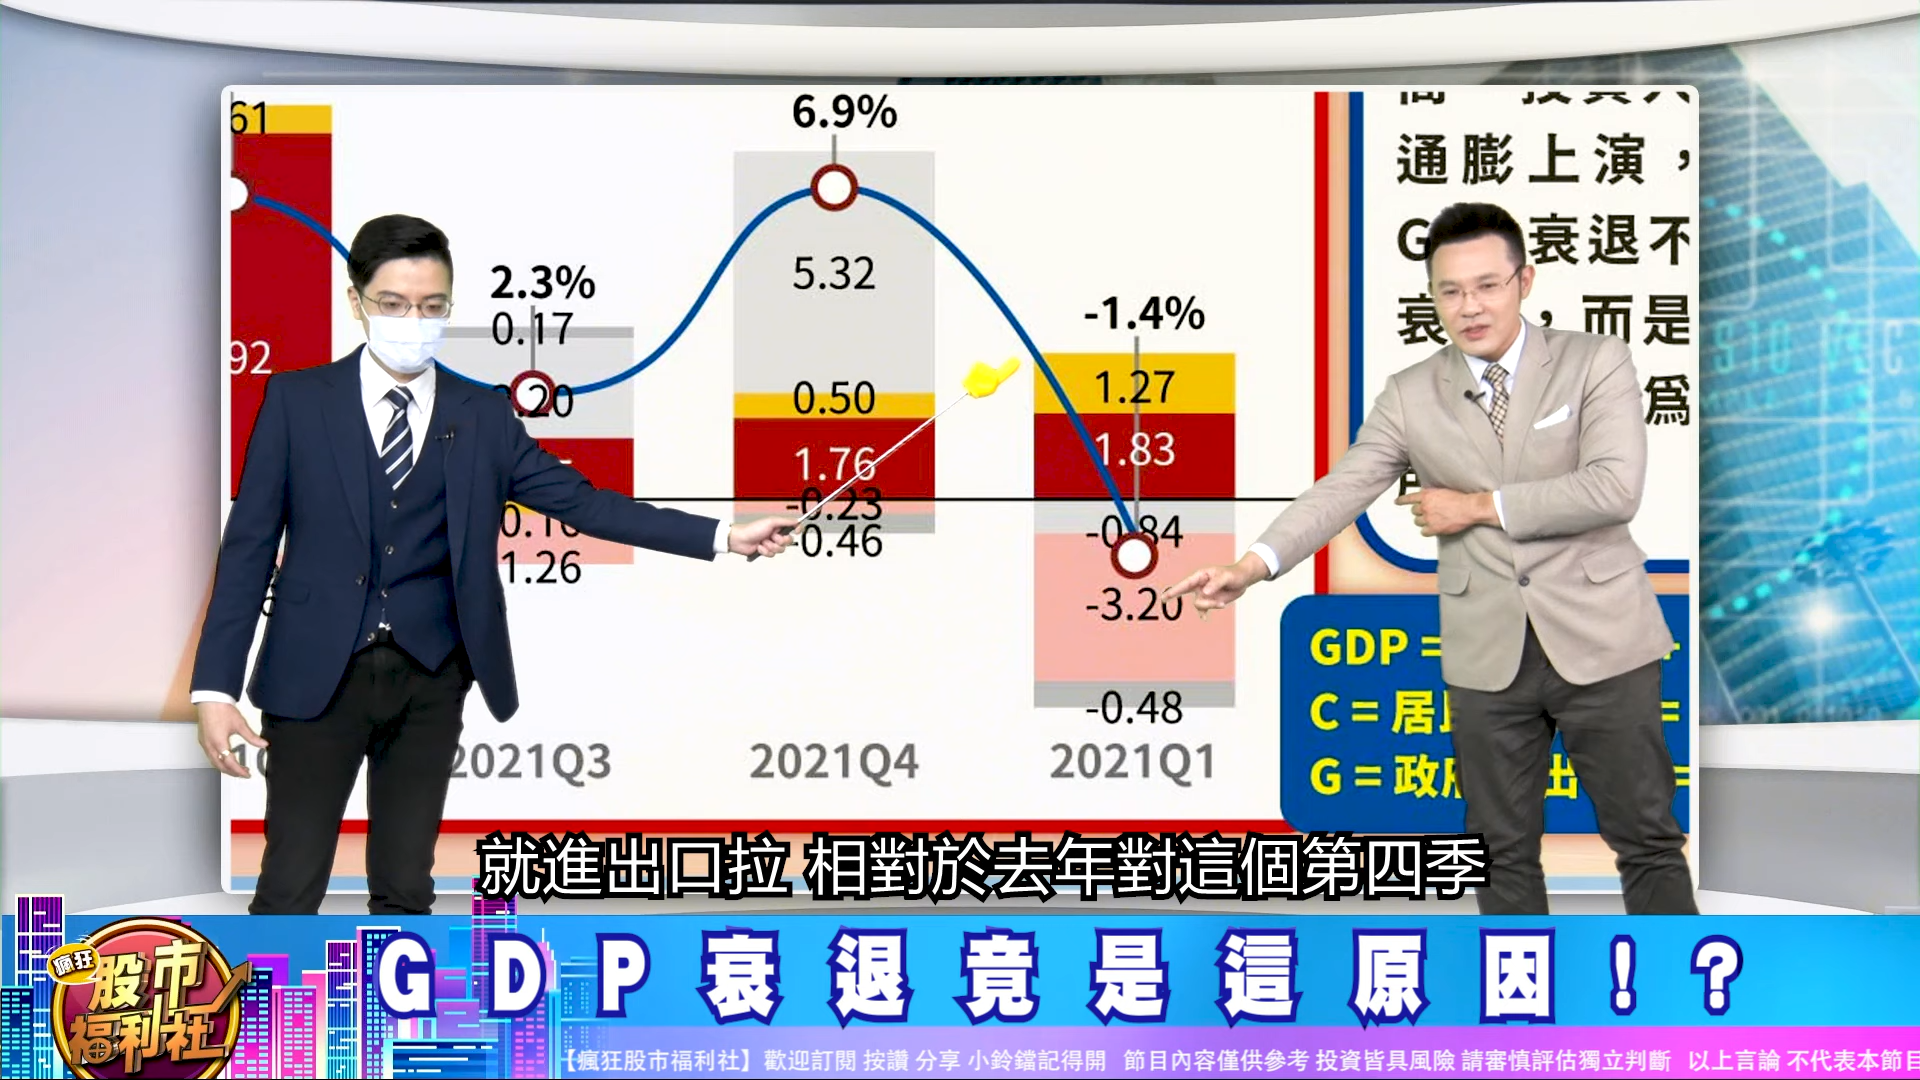 61
92
2.3%
0.17
6.9%
5.32
0.50
1.76
-0.23
-0.46
-1.4%
1.27
1.83
-0.84
-3.20
-0.48
1.26
2021Q3
2021Q4
2021Q1
通膨上演，
衰退不
，而是
為
GDP =
C = 居
G = 政府
出
就進出口拉 相對於去年對這個第四季
GDP衰退竟是這原因!?
瘋狂
股市
福利社
【瘋狂股市福利社】歡迎訂閱 按讚 分享 小鈴鐺記得開 節目內容僅供參考 投資皆具風險 請審慎評估獨立判斷 以上言論 不代表本節目